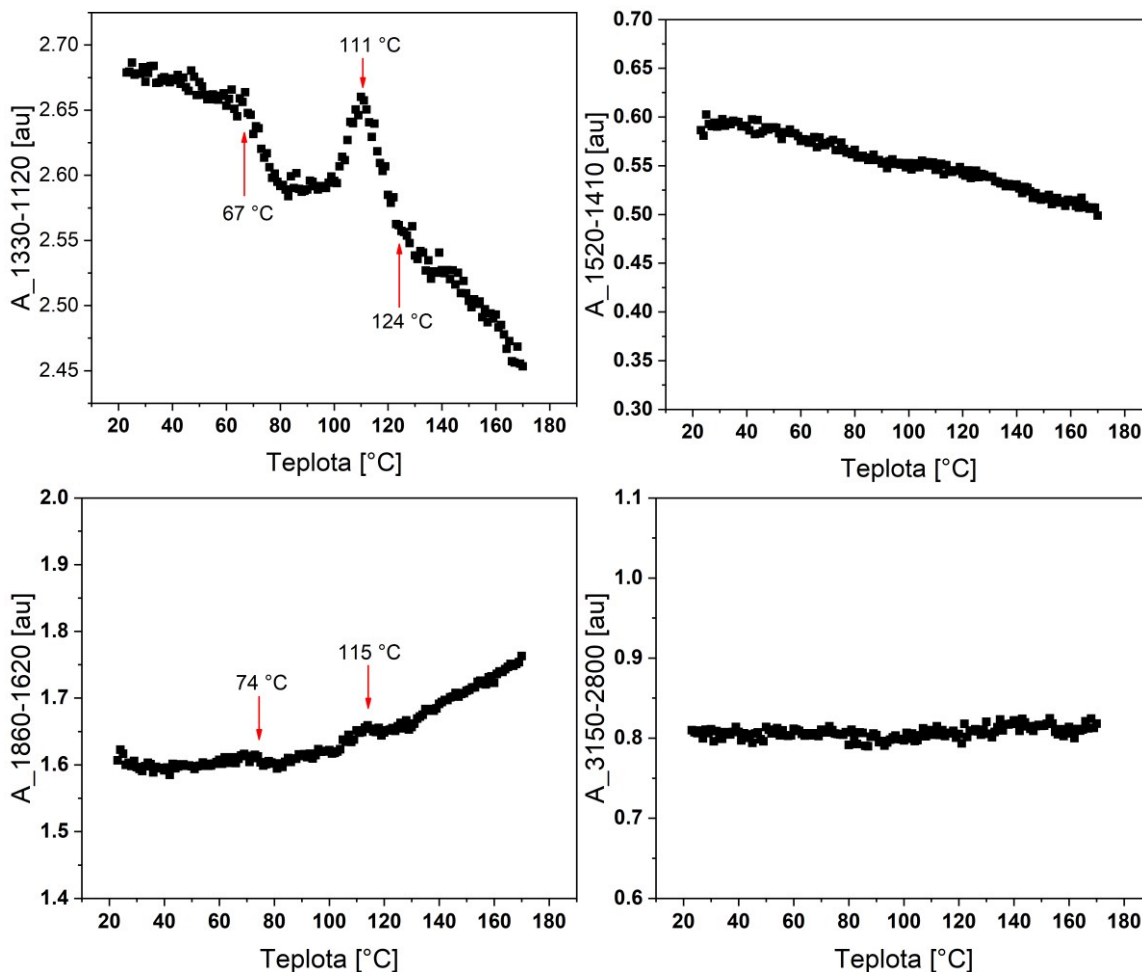 A_1330-1120 [au]
2.70
2.65
2.60
2.55
2.50
2.45
111 °C
67 °C
124 °C
20 40 60 80 100 120 140 160 180
Teplota [°C]
A_1520-1410 [au]
0.70
0.65
0.60
0.55
0.50
0.45
0.40
0.35
0.30
20 40 60 80 100 120 140 160 180
Teplota [°C]
A_1860-1620 [au]
2.0
1.9
1.8
1.7
1.6
1.5
1.4
74 °C
115 °C
20 40 60 80 100 120 140 160 180
Teplota [°C]
A_3150-2800 [au]
1.1
1.0
0.9
0.8
0.7
0.6
20 40 60 80 100 120 140 160 180
Teplota [°C]